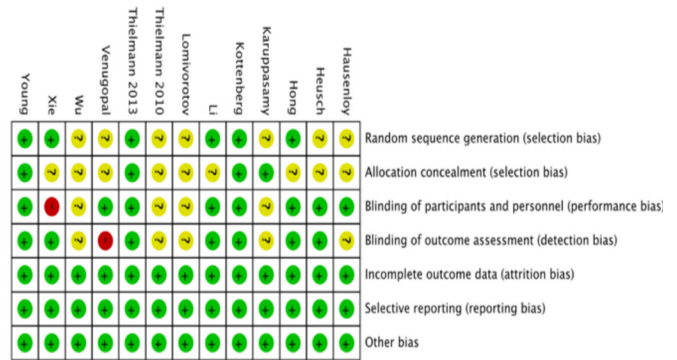 Young
Xie
Wu
Venugopal
Thielmann 2013
Thielmann 2010
Lomivorotov
Li
Kottenberg
Karuppasamy
Hong
Heusch
Hausenloy
+ + ? ? + ? ? + + ? + ? ? Random sequence generation (selection bias)
+ ? ? ? + ? ? ? + + ? ? ? Allocation concealment (selection bias)
+ - ? + + ? ? + + ? + + + Blinding of participants and personnel (performance bias)
+ + ? - + ? ? + + ? + + ? Blinding of outcome assessment (detection bias)
+ + + + + + + + + + + + + Incomplete outcome data (attrition bias)
+ + + + + + + + + + + + + Selective reporting (reporting bias)
+ + + + + + + + + + + + + Other bias